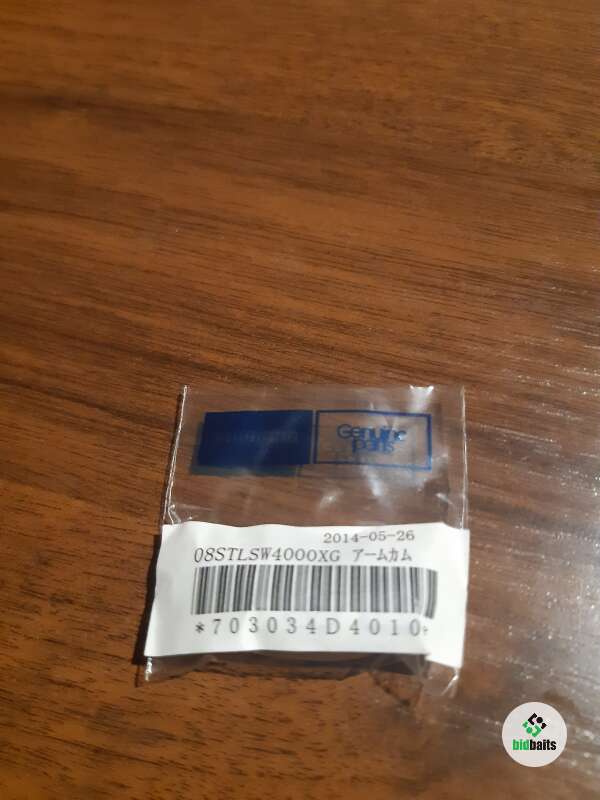 Genuine
parts
2014-05-26
08STLSW4000XG アームカム
*703034D4010*
bidbaits